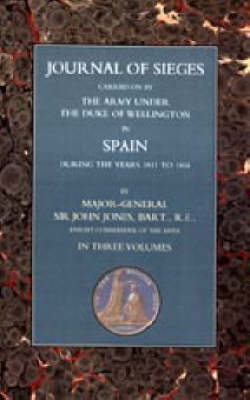 JOURNAL OF SIEGES
CARRIED ON BY
THE ARMY UNDER
THE DUKE OF WELLINGTON
IN
SPAIN
DURING THE YEARS 1811 TO 1814
BY
MAJOR-GENERAL
SIR JOHN JONES, BART., R.E.,
IN THREE VOLUMES